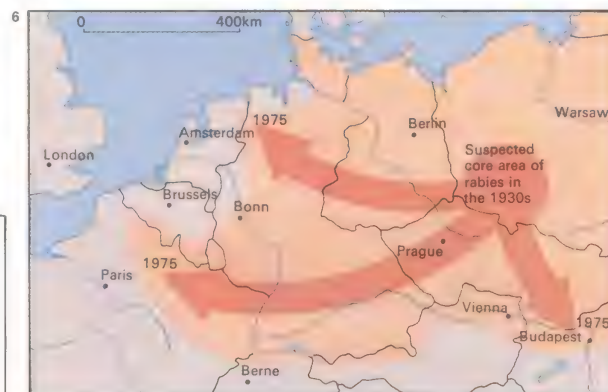 6
0 400km
1975
Amsterdam
Berlin
Warsaw
London
Suspected
core area of
rabies in
the 1930s
Brussels
Bonn
Prague
1975
Paris
Vienna
1975
Budapest
Berne